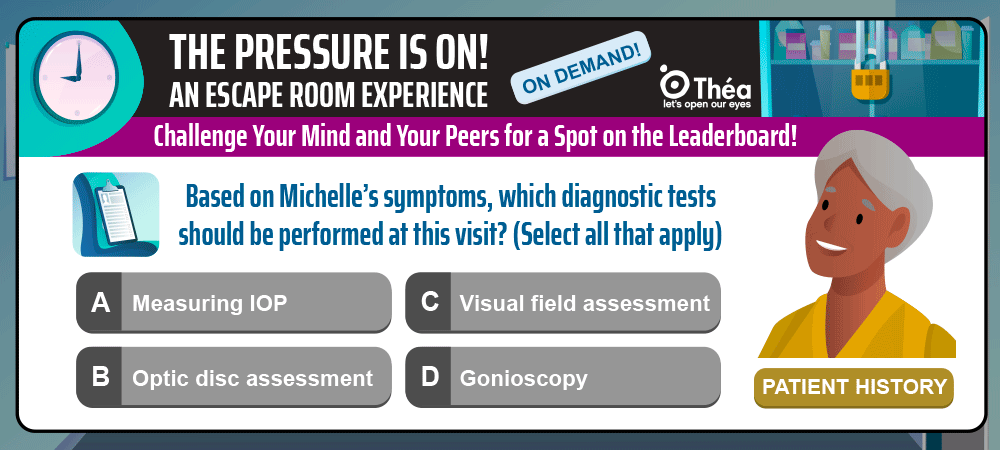 THE PRESSURE IS ON!
AN ESCAPE ROOM EXPERIENCE
ON DEMAND!
Théa
let's open our eyes
Challenge Your Mind and Your Peers for a Spot on the Leaderboard!
Based on Michelle's symptoms, which diagnostic tests
should be performed at this visit? (Select all that apply)
A Measuring IOP
C Visual field assessment
B Optic disc assessment
D Gonioscopy
PATIENT HISTORY